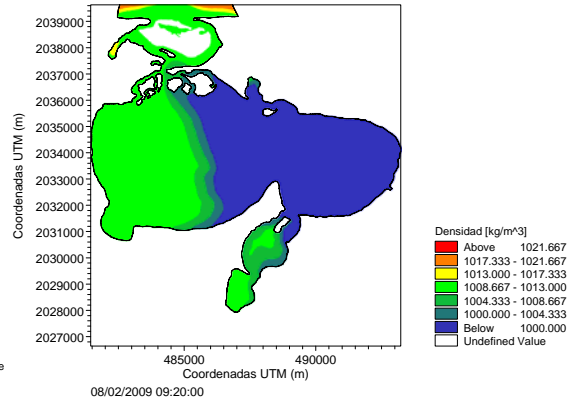 2039000
2038000
2037000
2036000
2035000
2034000
2033000
2032000
2031000
2030000
2029000
2028000
2027000
Coordenadas UTM (m)
485000
490000
Coordenadas UTM (m)
08/02/2009 09:20:00
Densidad [kg/m^3]
Above 1021.667
1017.333 - 1021.667
1013.000 - 1017.333
1008.667 - 1013.000
1004.333 - 1008.667
1000.000 - 1004.333
Below 1000.000
Undefined Value
e